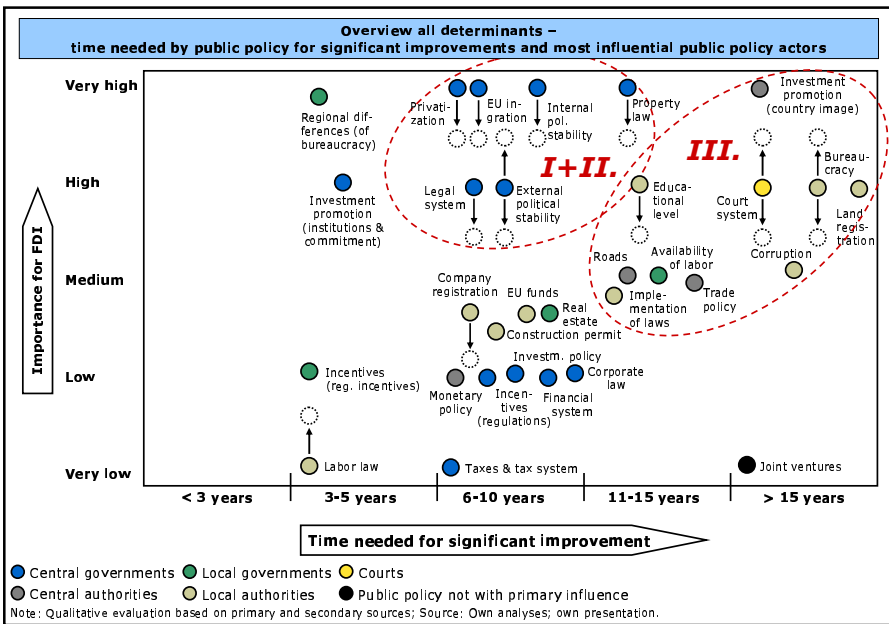 Overview all determinants –
time needed by public policy for significant improvements and most influential public policy actors
Importance for FDI
Very high
High
Medium
Low
Very low
Regional dif-
ferences (of
bureaucracy)
Investment
promotion
(institutions &
commitment)
Incentives
(reg. incentives)
Labor law
Privati-
zation
EU in-
gration
Internal
pol.
stability
Property
law
I+II.
Legal
system
External
political
stability
Company
registration
EU funds
Real
estate
Construction permit
Investm. policy
Corporate
law
Monetary
policy
Incen-
tives
(regulations)
Financial
system
Taxes & tax system
Investment
promotion
(country image)
III.
Educa-
tional
level
Court
system
Bureau-
cracy
Land
regis-
tration
Corruption
Roads
Availability
of labor
Imple-
mentation
of laws
Trade
policy
Joint ventures
< 3 years
3-5 years
6-10 years
11-15 years
> 15 years
Time needed for significant improvement
Central governments
Local governments
Courts
Central authorities
Local authorities
Public policy not with primary influence
Note: Qualitative evaluation based on primary and secondary sources; Source: Own analyses; own presentation.